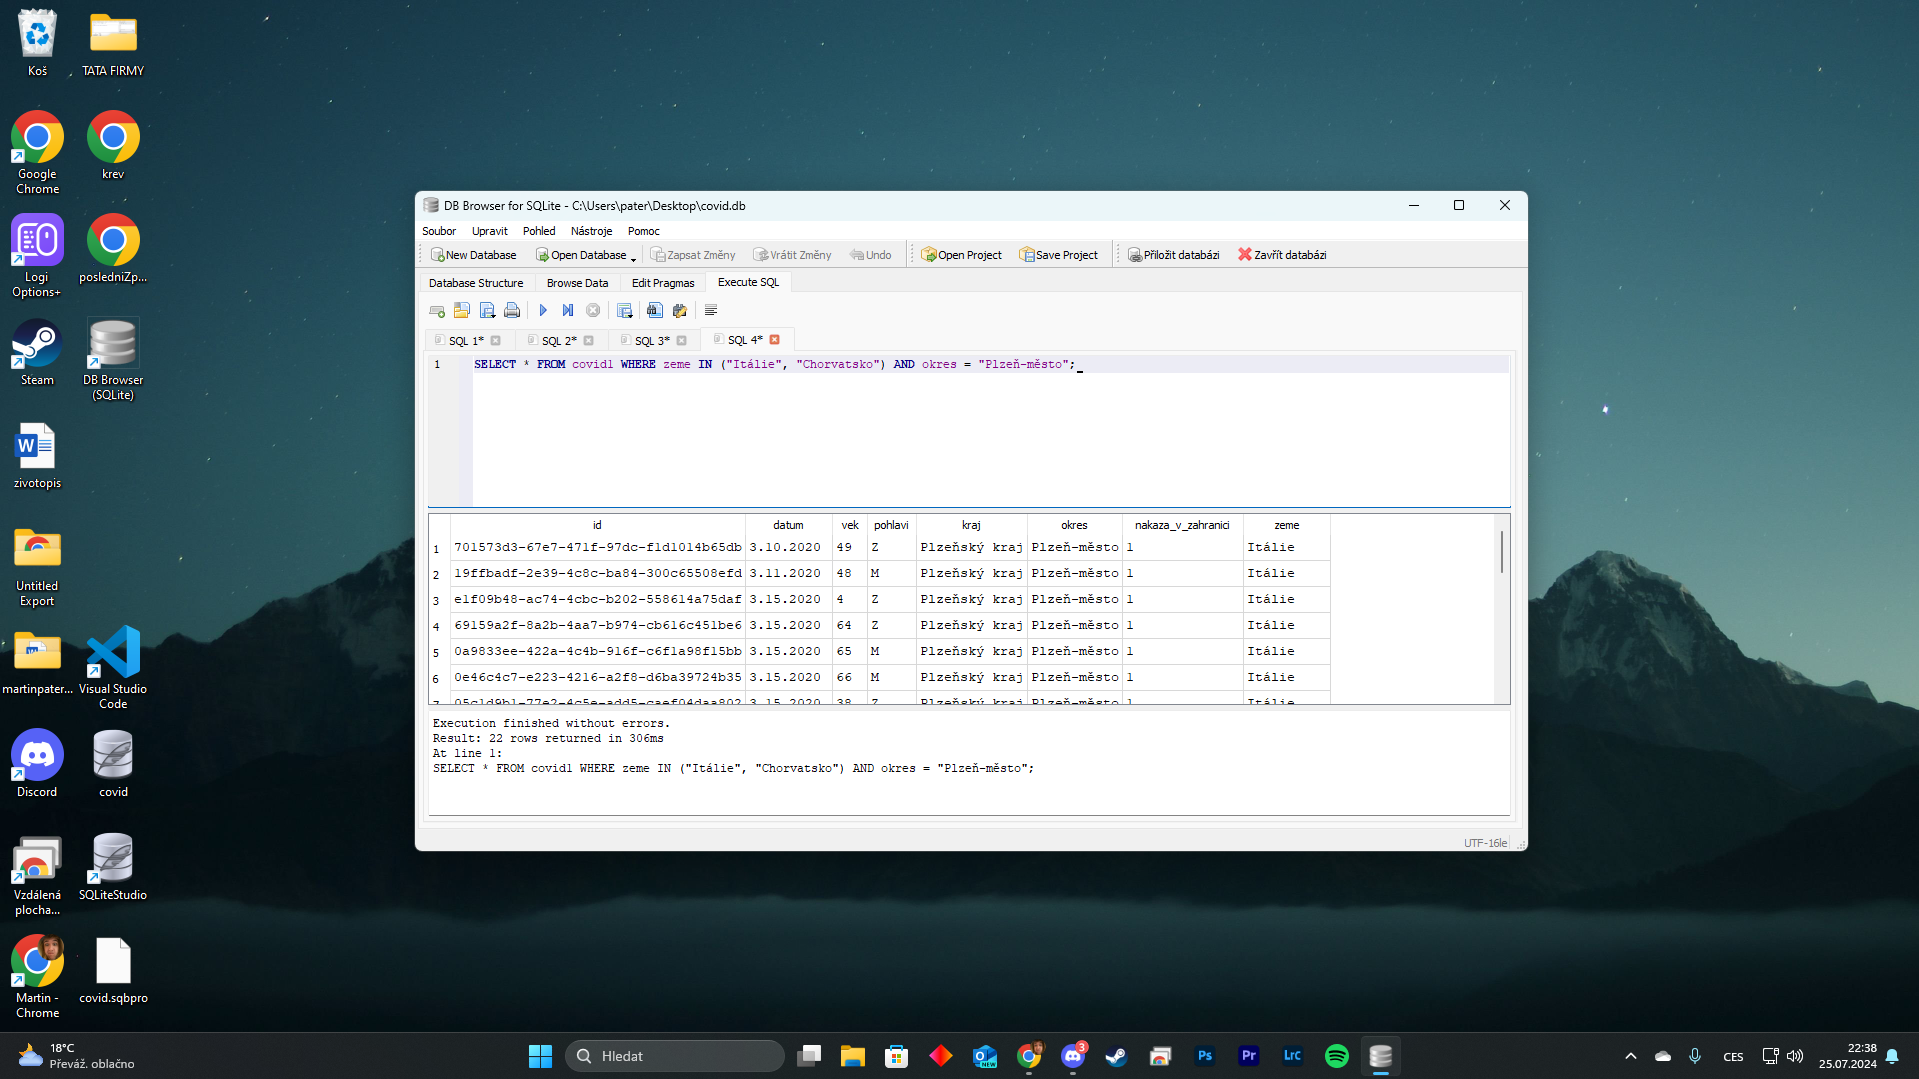 Koš
TATA FIRMY
Google Chrome
krev
Logi Options+
posledniZp...
Steam
DB Browser (SQLite)
zivotopis
Untitled Export
martinpater...
Visual Studio Code
Discord
covid
Vzdálená plocha...
SQLiteStudio
Martin - Chrome
covid.sqbpro
DB Browser for SQLite - C:\Users\pater\Desktop\covid.db
Soubor Upravit Pohled Nástroje Pomoc
New Database Open Database Zapsat Změny Vrátit Změny Undo Open Project Save Project Přiložit databázi Zavřít databázi
Database Structure Browse Data Edit Pragmas Execute SQL
SQL 1* SQL 2* SQL 3* SQL 4*
1 SELECT * FROM covid1 WHERE zeme IN ("Itálie", "Chorvatsko") AND okres = "Plzeň-město";
id datum vek pohlavi kraj okres nakaza_v_zahranici zeme
1 701573d3-67e7-471f-97dc-f1d1014b65db 3.10.2020 49 Z Plzeňský kraj Plzeň-město 1 Itálie
2 19ffbadf-2e39-4c8c-ba84-300c65508efd 3.11.2020 48 M Plzeňský kraj Plzeň-město 1 Itálie
3 e1f09b48-ac74-4cbc-b202-558614a75daf 3.15.2020 4 Z Plzeňský kraj Plzeň-město 1 Itálie
4 69159a2f-8a2b-4aa7-b974-cb616c451be6 3.15.2020 64 Z Plzeňský kraj Plzeň-město 1 Itálie
5 0a9833ee-422a-4c4b-916f-c6f1a98f15bb 3.15.2020 65 M Plzeňský kraj Plzeň-město 1 Itálie
6 0e46c4c7-e223-4216-a2f8-d6ba39724b35 3.15.2020 66 M Plzeňský kraj Plzeň-město 1 Itálie
7 05c1d9b1-77e2-4c5e-add5-caef04daa802 3.15.2020 38 Z Plzeňský kraj Plzeň-město 1 Itálie
Execution finished without errors.
Result: 22 rows returned in 306ms
At line 1:
SELECT * FROM covid1 WHERE zeme IN ("Itálie", "Chorvatsko") AND okres = "Plzeň-město";
UTF-16le
18°C
Převáž. oblačno
Hledat
NEW
3
Ps
Pr
LrC
CES
22:38
25.07.2024